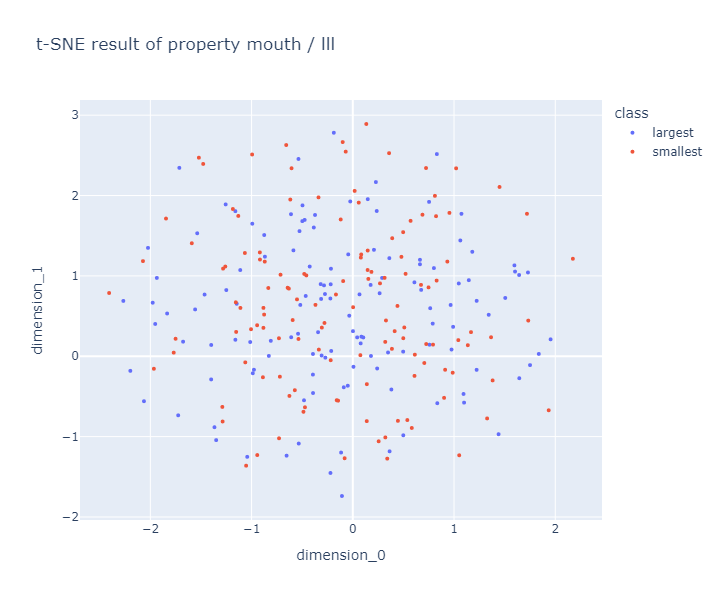 t-SNE result of property mouth / lll
class
largest
smallest
3
2
1
0
−1
−2
dimension_1
−2
−1
0
1
2
dimension_0